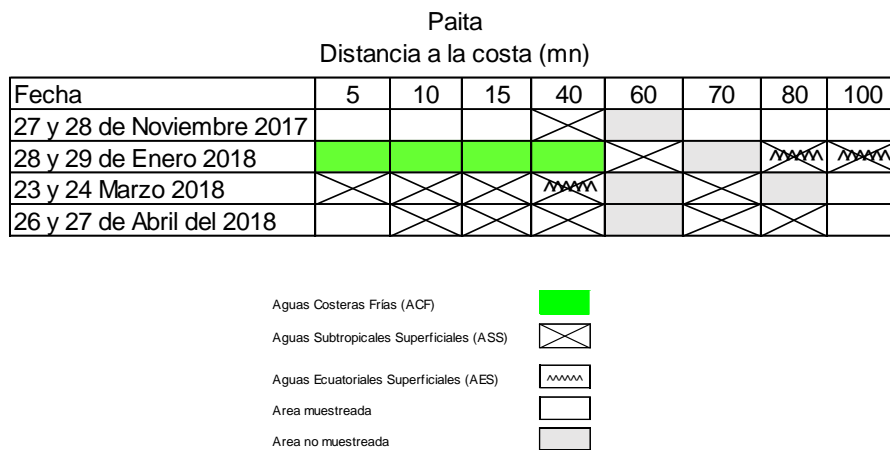 Paita
Distancia a la costa (mn)
Fecha 5 10 15 40 60 70 80 100
27 y 28 de Noviembre 2017
28 y 29 de Enero 2018
23 y 24 Marzo 2018
26 y 27 de Abril del 2018
Aguas Costeras Frías (ACF)
Aguas Subtropicales Superficiales (ASS)
Aguas Ecuatoriales Superficiales (AES)
Area muestreada
Area no muestreada